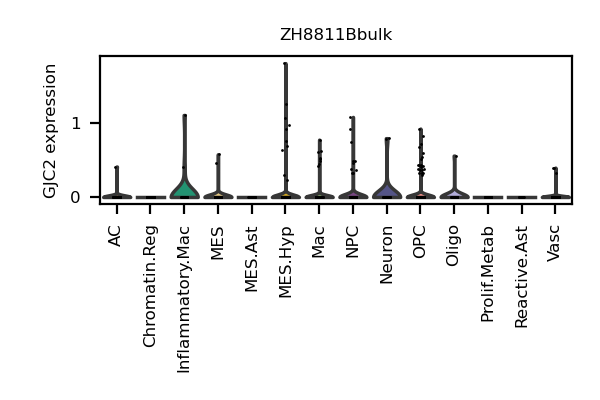 ZH8811Bbulk
GJC2 expression
1
0
AC
Chromatin.Reg
Inflammatory.Mac
MES
MES.Ast
MES.Hyp
Mac
NPC
Neuron
OPC
Oligo
Prolif.Metab
Reactive.Ast
Vasc